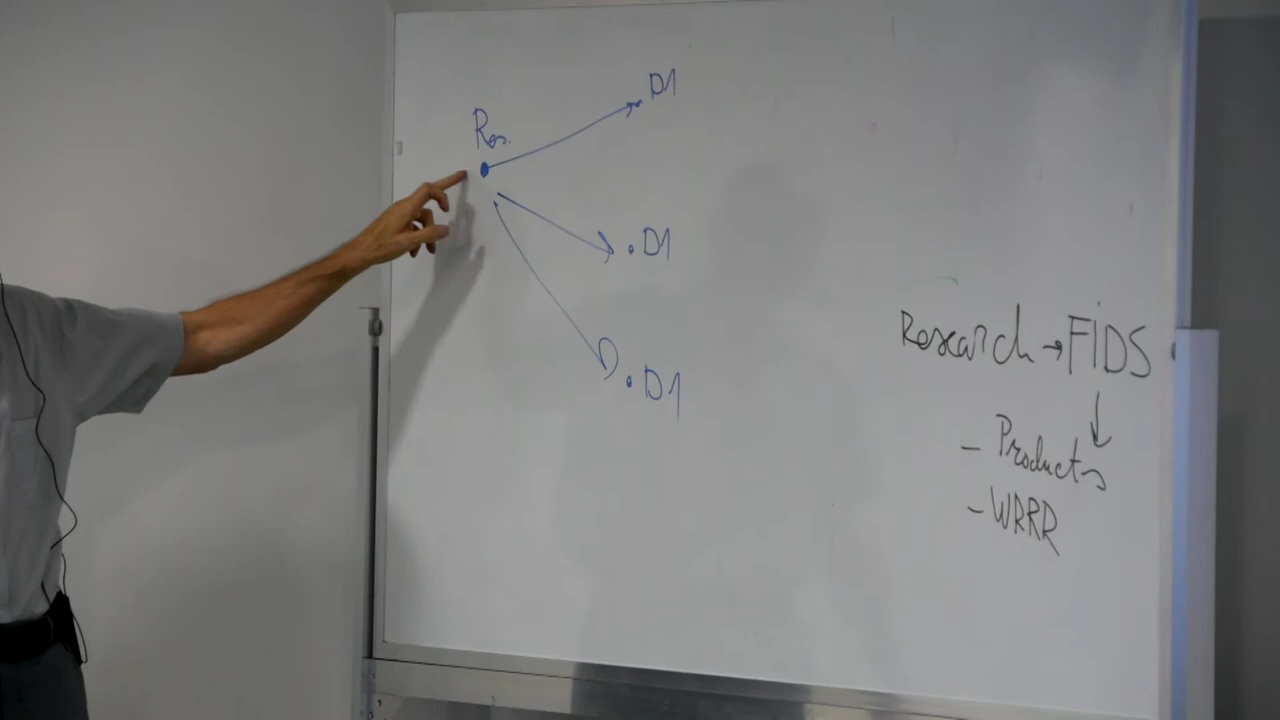 Res.
D1
D1
D1
Research → FIDS
- Products
- WRRR